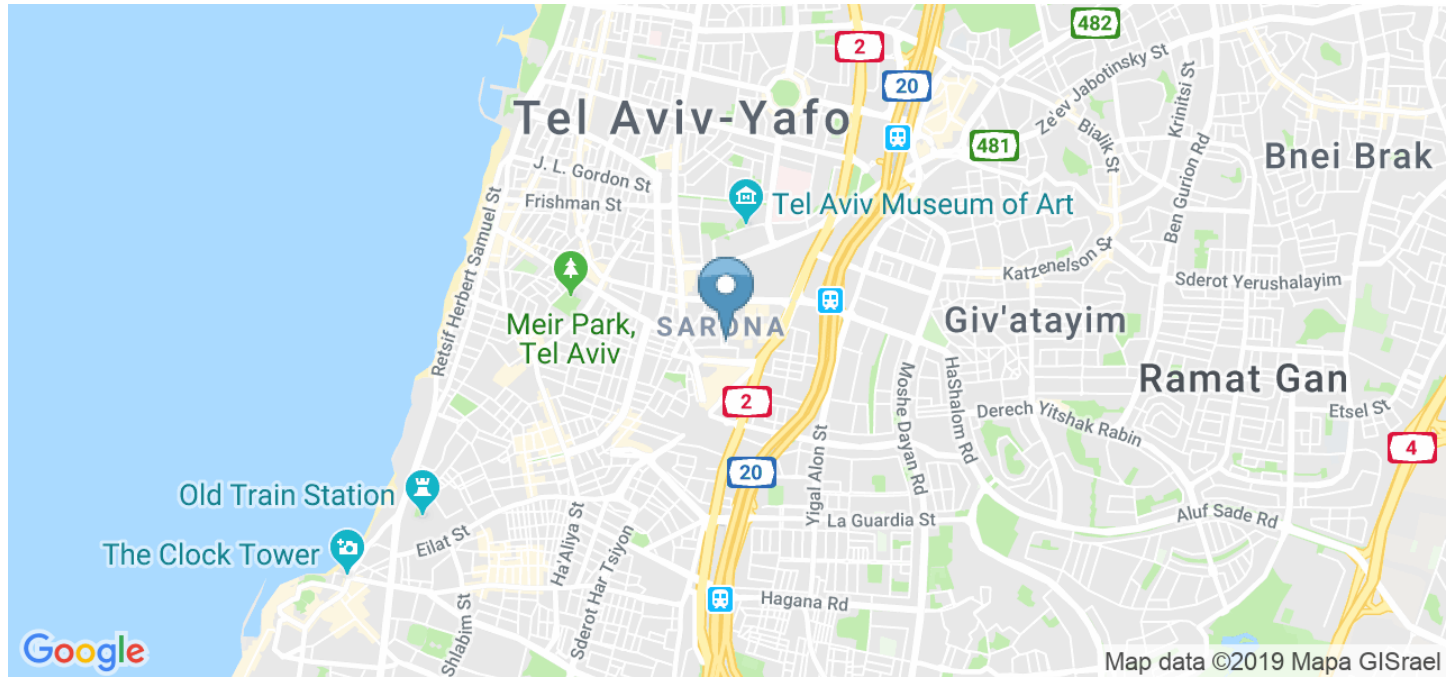 482
2
20
Ze'ev Jabotinsky St
Krinitsi St
Tel Aviv-Yafo
Bialik St
481
Bnei Brak
J. L. Gordon St
Frishman St
Tel Aviv Museum of Art
Ben Gurion Rd
Retsif Herbert Samuel St
Katzenelson St
Sderot Yerushalayim
Meir Park,
Tel Aviv
SARONA
Giv'atayim
Ramat Gan
HaShalom Rd
Moshe Dayan Rd
2
Derech Yitshak Rabin
Etsel St
4
20
Yigal Alon St
Old Train Station
La Guardia St
Aluf Sade Rd
The Clock Tower
Eilat St
Ha'Aliya St
Sderot Har Tsiyon
Hagana Rd
Shlabim St
Google
Map data ©2019 Mapa GISrael